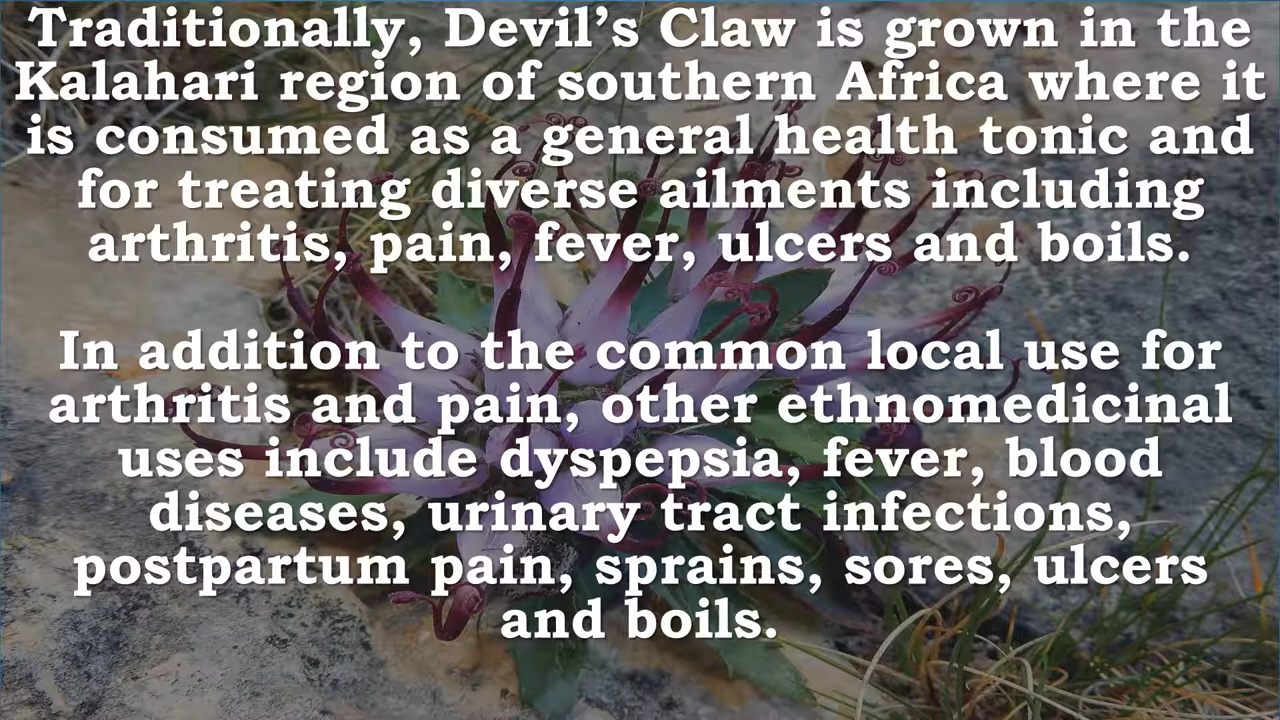 Traditionally, Devil’s Claw is grown in the
Kalahari region of southern Africa where it
is consumed as a general health tonic and
for treating diverse ailments including
arthritis, pain, fever, ulcers and boils.
In addition to the common local use for
arthritis and pain, other ethnomedicinal
uses include dyspepsia, fever, blood
diseases, urinary tract infections,
postpartum pain, sprains, sores, ulcers
and boils.